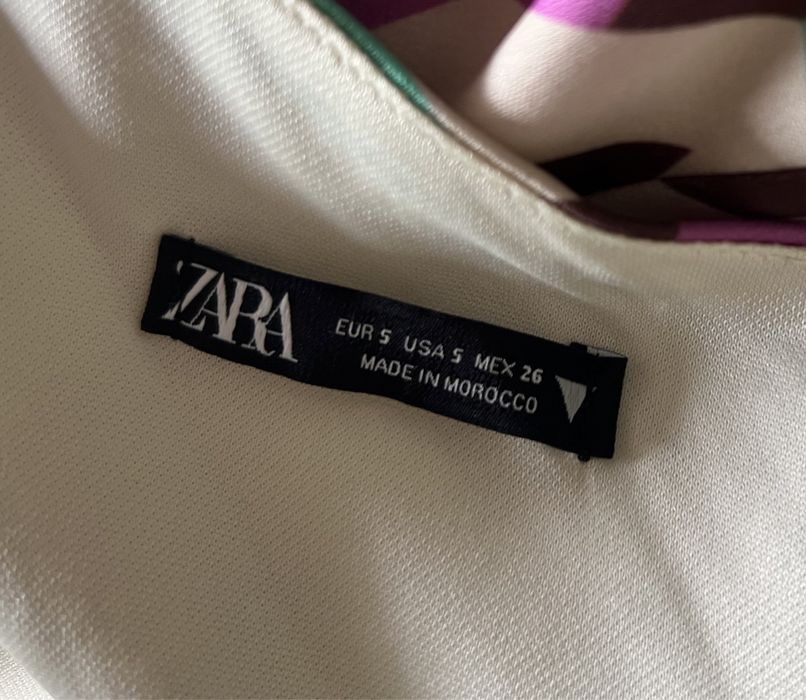 ZARA
EUR S USA S MEX 26
MADE IN MOROCCO